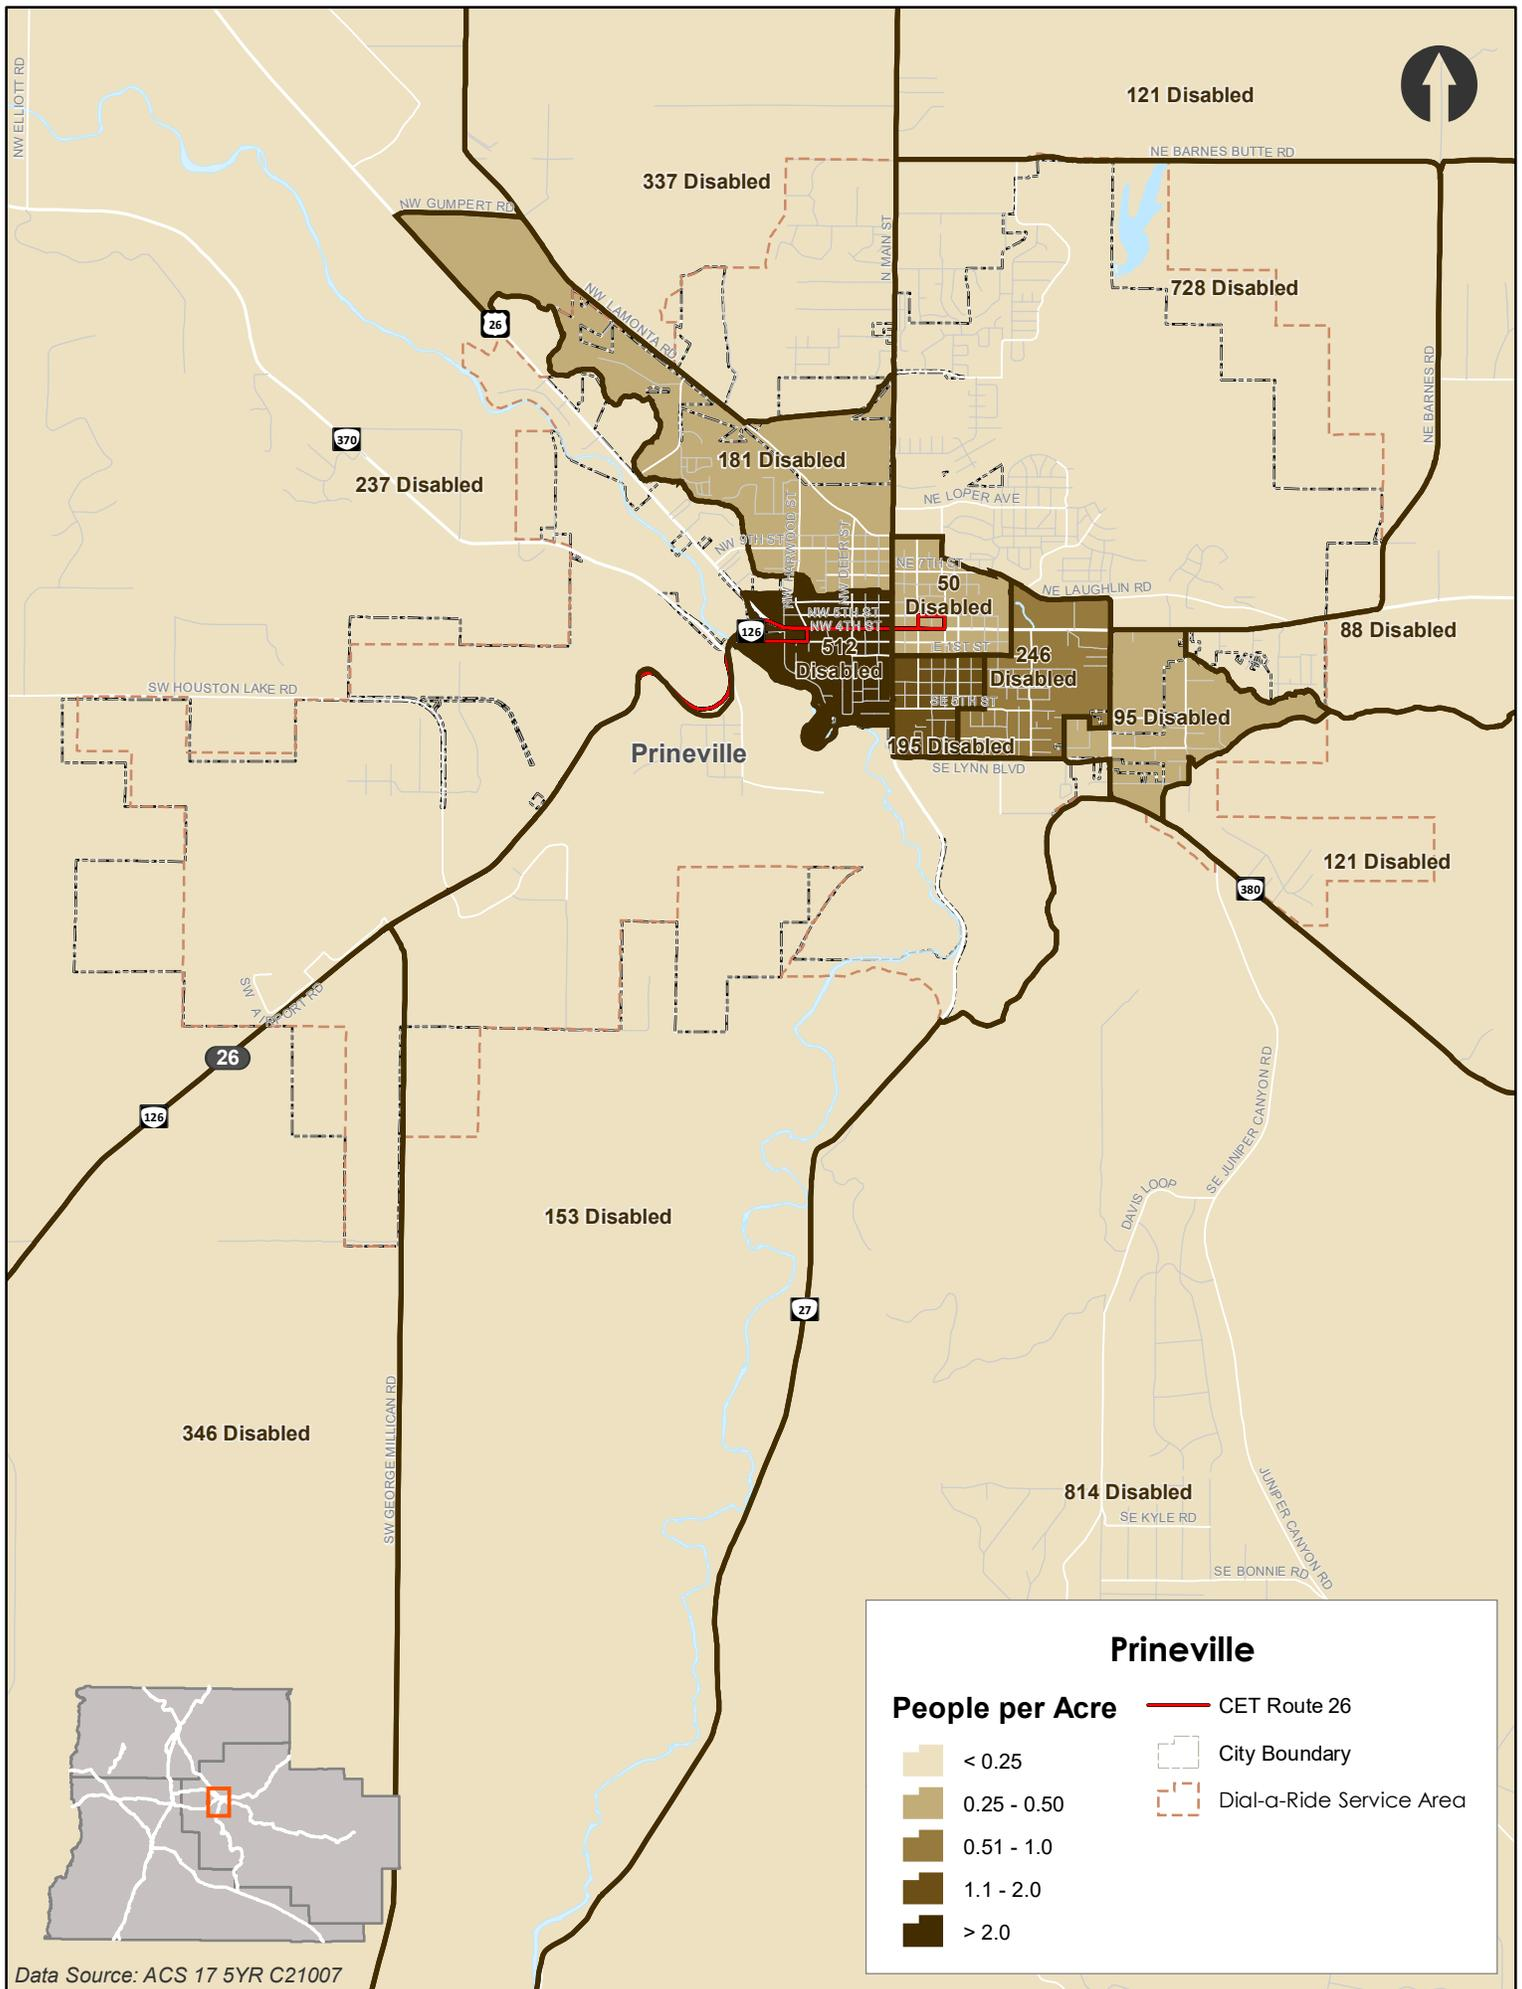 NW ELLIOTT RD
121 Disabled
NE BARNES BUTTE RD
337 Disabled
NW GUMPERT RD
N MAIN ST
728 Disabled
NW LAMONTA RD
26
NE BARNES RD
370
181 Disabled
237 Disabled
NE LOPER AVE
NW HARWOOD ST
NW DEER ST
NW 9TH ST
NE 7TH ST
50
Disabled
NE LAUGHLIN RD
NW 5TH ST
NW 4TH ST
126
88 Disabled
512
Disabled
E 1ST ST
246
Disabled
SW HOUSTON LAKE RD
SE 5TH ST
95 Disabled
195 Disabled
Prineville
SE LYNN BLVD
121 Disabled
380
SW AIRPORT RD
26
126
SE JUNIPER CANYON RD
DAVIS LOOP
153 Disabled
27
SW GEORGE MILLICAN RD
346 Disabled
814 Disabled
SE KYLE RD
JUNIPER CANYON RD
SE BONNIE RD
Prineville
People per Acre
< 0.25
0.25 - 0.50
0.51 - 1.0
1.1 - 2.0
> 2.0
CET Route 26
City Boundary
Dial-a-Ride Service Area
Data Source: ACS 17 5YR C21007